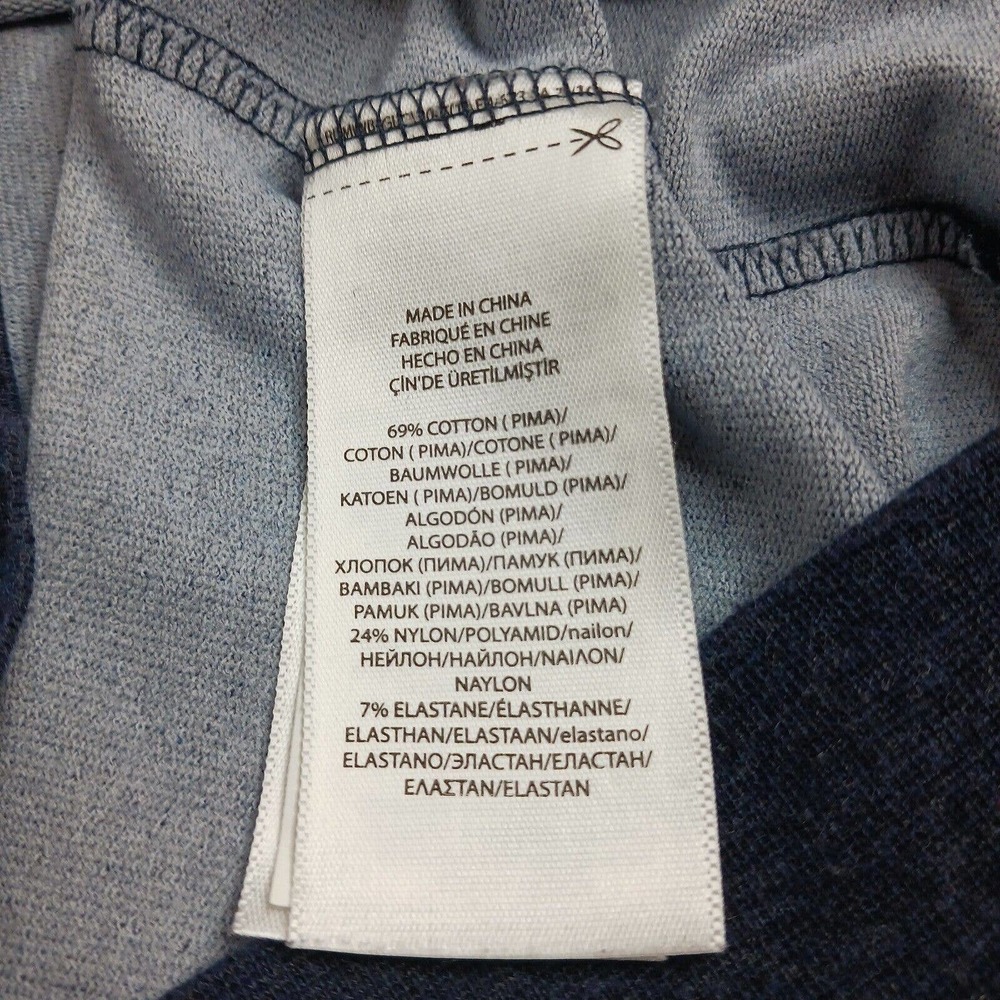 MADE IN CHINA
FABRIQUÉ EN CHINE
HECHO EN CHINA
ÇİN'DE ÜRETİLMİŞTİR
69% COTTON ( PIMA)/
COTON ( PIMA)/COTONE ( PIMA)/
BAUMWOLLE ( PIMA)/
KATOEN ( PIMA)/BOMULD (PIMA)/
ALGODÓN (PIMA)/
ALGODÃO (PIMA)/
ХЛОПОК (ПИМА)/ПАМУК (ПИМА)/
BAMBAKI (PIMA)/BOMULL (PIMA)/
PAMUK (PIMA)/BAVLNA (PIMA)
24% NYLON/POLYAMID/nailon/
НЕЙЛОН/НАЙЛОН/ΝΑΙΛΟΝ/
NAYLON
7% ELASTANE/ÉLASTHANNE/
ELASTHAN/ELASTAAN/elastano/
ELASTANO/ЭЛАСТАН/ЕЛАСТАН/
ΕΛΑΣΤΑΝ/ELASTAN